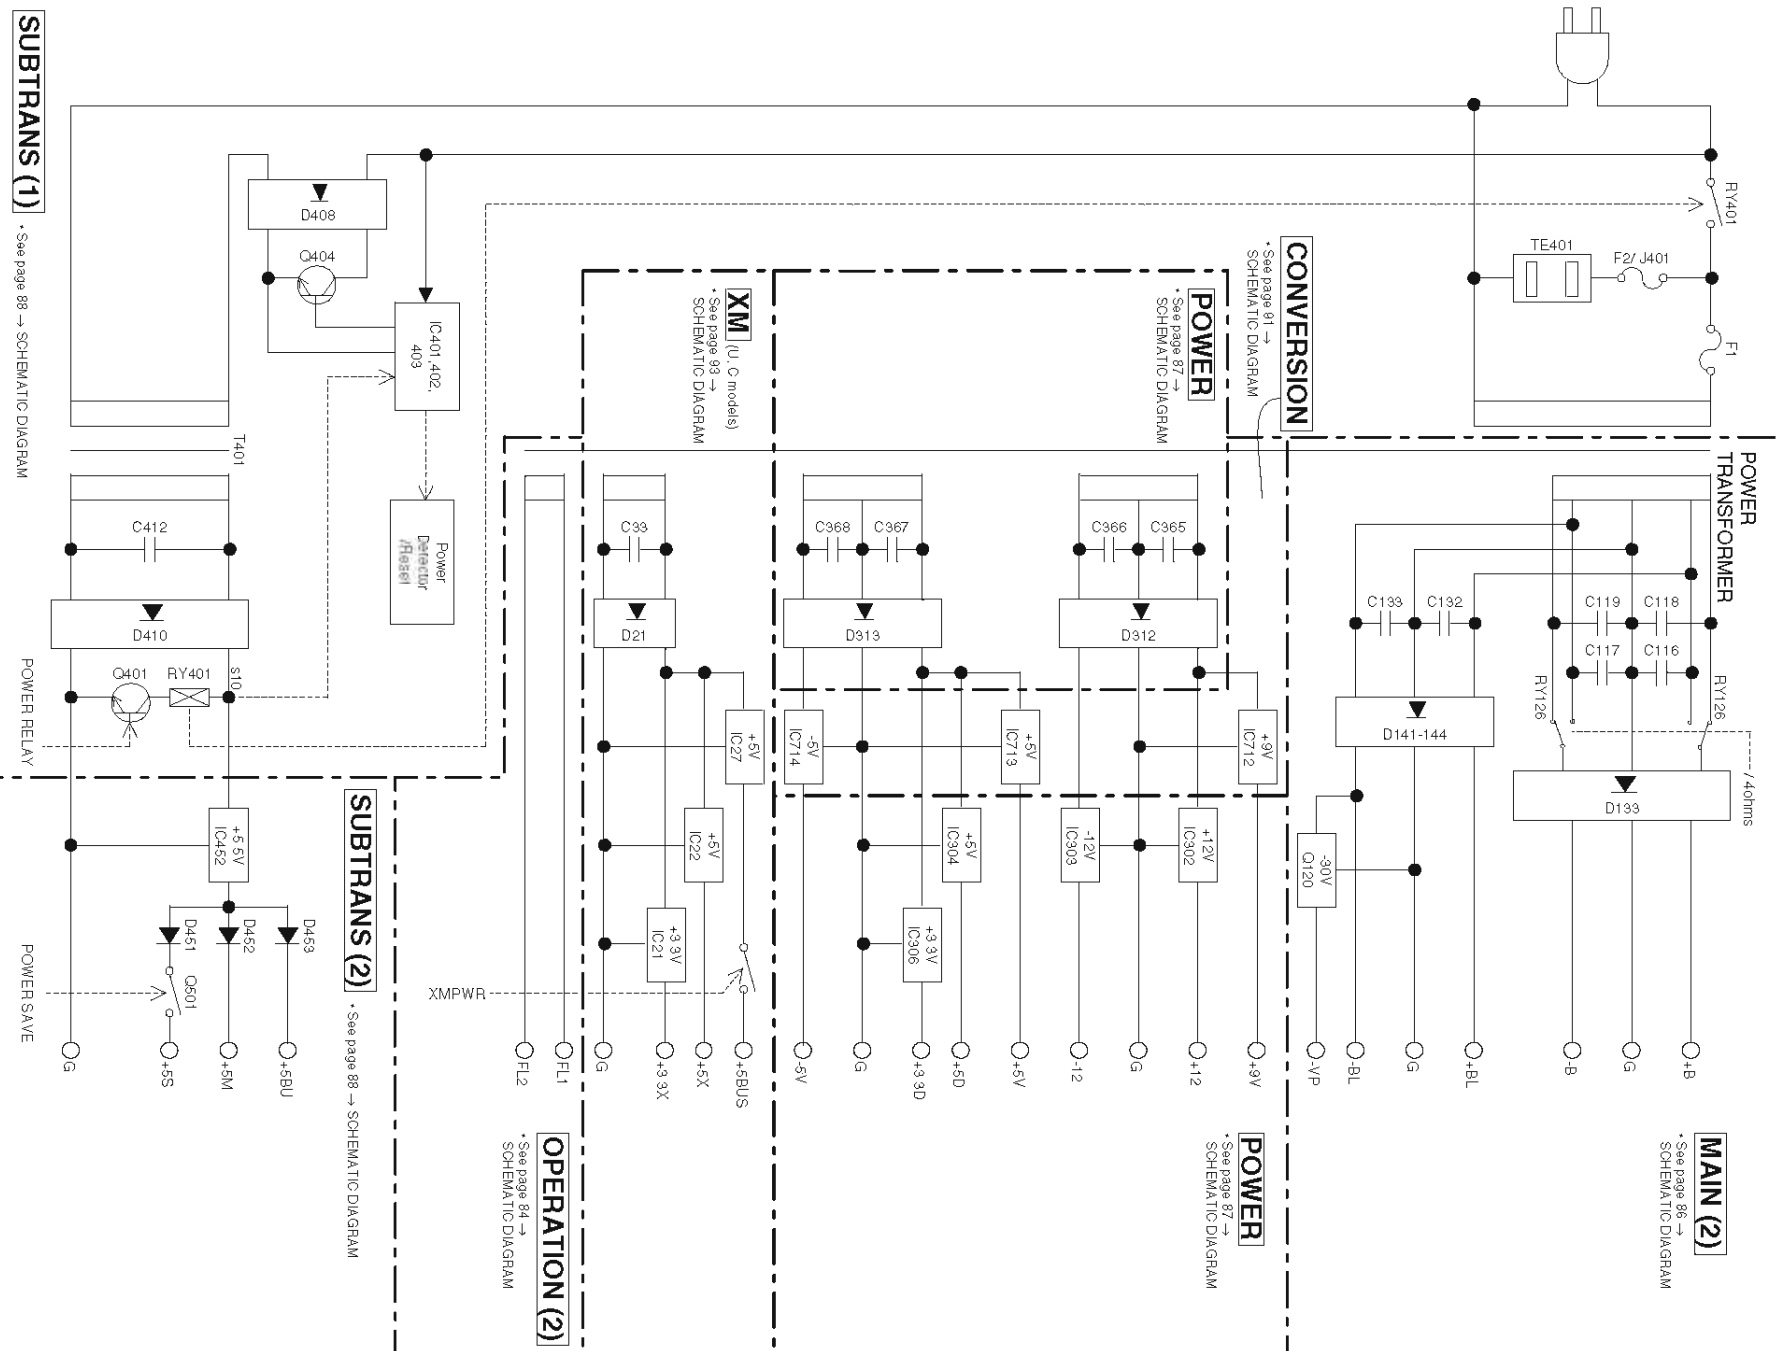 SUBTRANS (1)
* See page 88 → SCHEMATIC DIAGRAM
D408
Q404
IC401,402,
403
T401
C412
D410
Power
Detector
/Reset
Q401
RY401
s10
POWER RELAY
+5.5V
IC452
SUBTRANS (2)
* See page 88 → SCHEMATIC DIAGRAM
D451
D452
D453
Q501
POWER SAVE
G
+5S
+5M
+5BU
XM
(U, C models)
* See page 93 →
SCHEMATIC DIAGRAM
C33
D21
+5V
IC27
+5V
IC22
+3.3V
IC21
XMPWR
FL2
FL1
G
+3.3X
+5X
+5BUS
OPERATION (2)
* See page 84 →
SCHEMATIC DIAGRAM
POWER
* See page 87 →
SCHEMATIC DIAGRAM
CONVERSION
* See page 91 →
SCHEMATIC DIAGRAM
C368
C367
C366
C365
D313
D312
-5V
IC714
+5V
IC713
+9V
IC712
+5V
IC304
-12V
IC303
+12V
IC302
+3.3V
IC306
-5V
G
+3.3D
+5D
+5V
-12
G
+12
+9V
POWER
* See page 87 →
SCHEMATIC DIAGRAM
RY401
TE401
F2/ J401
F1
POWER
TRANSFORMER
C133
C132
C119
C118
C117
C116
RY126
RY126
D141-144
D133
/4ohms
-30V
Q120
-VP
-BL
G
+BL
-B
G
+B
MAIN (2)
* See page 86 →
SCHEMATIC DIAGRAM